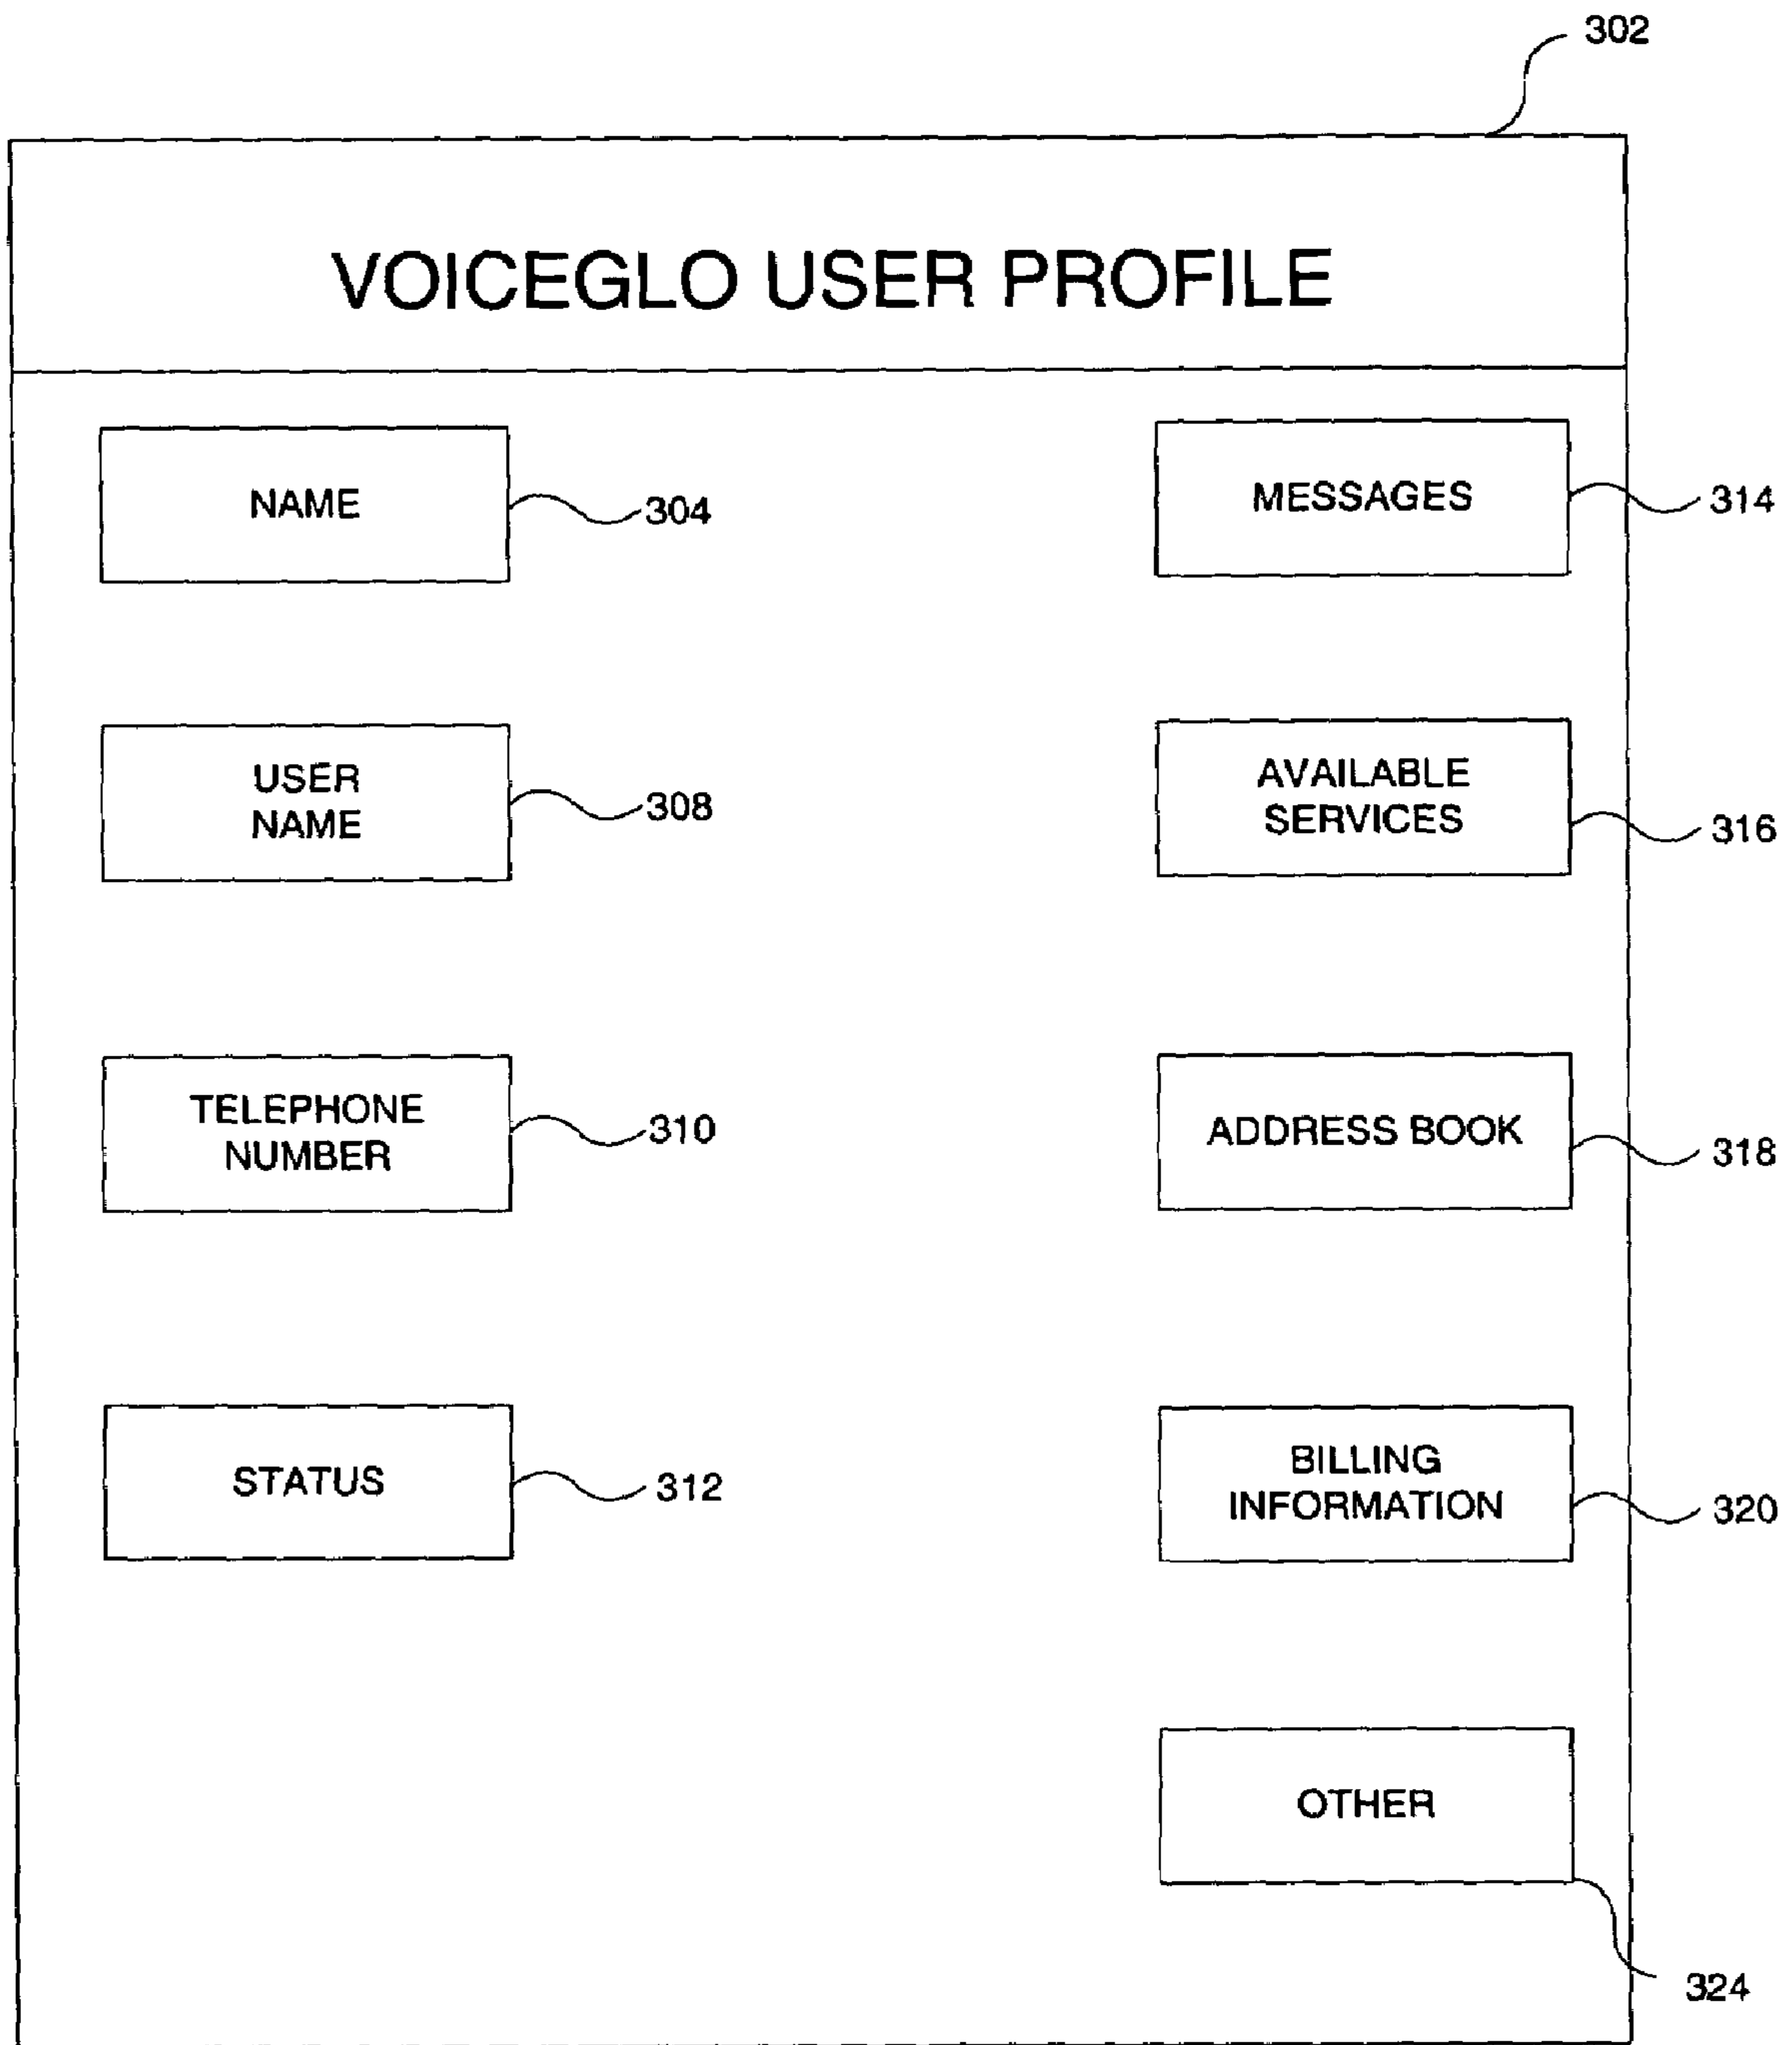 302
VOICEGLO USER PROFILE
NAME
304
MESSAGES
314
USER
NAME
308
AVAILABLE
SERVICES
316
TELEPHONE
NUMBER
310
ADDRESS BOOK
318
STATUS
312
BILLING
INFORMATION
320
OTHER
324